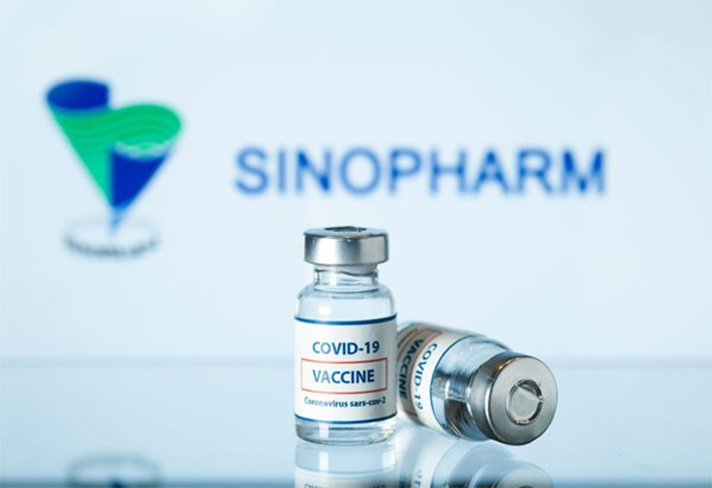 SINOPHARM
COVID-19
VACCINE
Coronavirus sars-cov-2
COVID-19
VACCINE